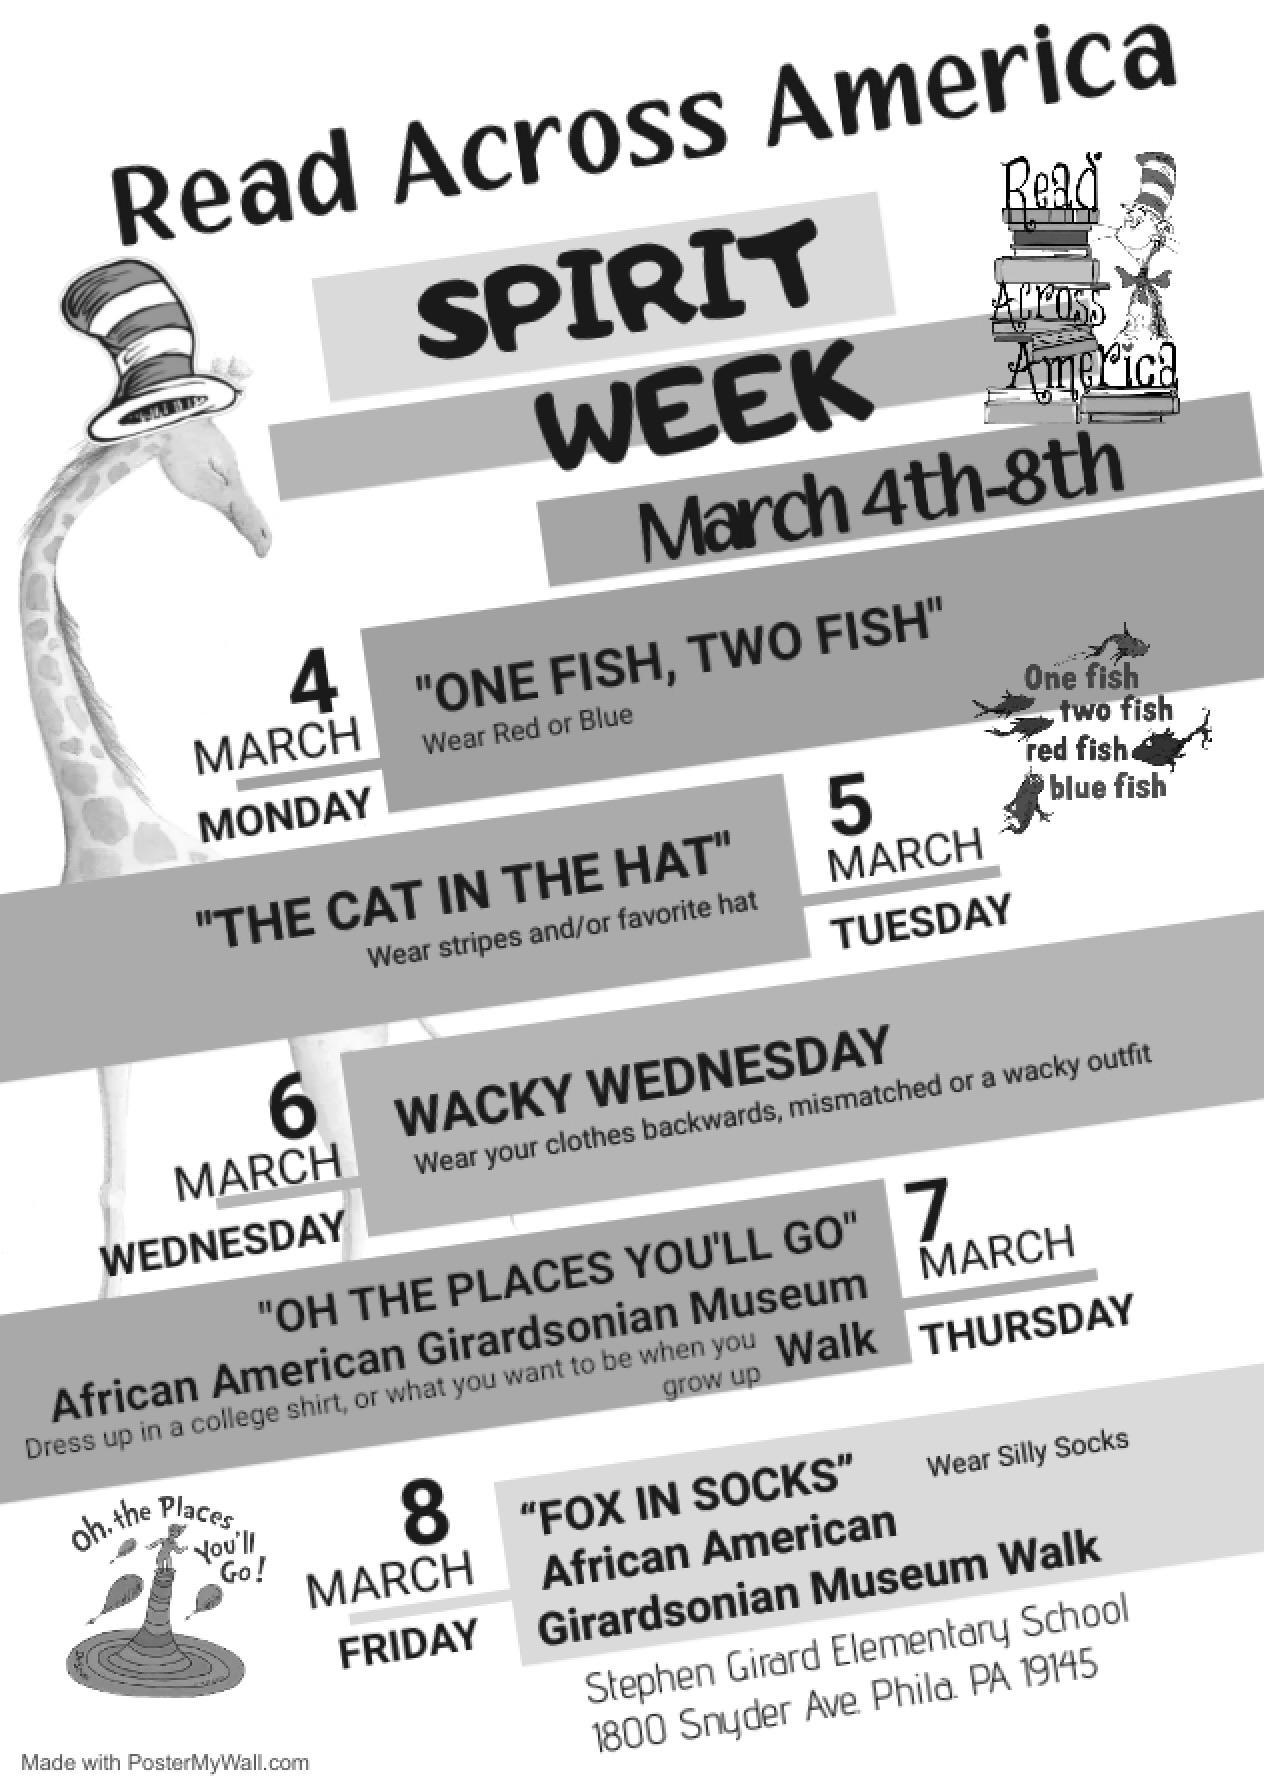 Read Across America
SPIRIT
WEEK
March 4th-8th
Read
Across
America
4
MARCH
MONDAY
"ONE FISH, TWO FISH"
Wear Red or Blue
One fish
two fish
red fish
blue fish
5
MARCH
TUESDAY
"THE CAT IN THE HAT"
Wear stripes and/or favorite hat
6
MARCH
WEDNESDAY
WACKY WEDNESDAY
Wear your clothes backwards, mismatched or a wacky outfit
7
MARCH
THURSDAY
"OH THE PLACES YOU'LL GO"
African American Girardsonian Museum
Walk
Dress up in a college shirt, or what you want to be when you
grow up
Oh, the Places
You'll
Go!
8
MARCH
FRIDAY
“FOX IN SOCKS”
Wear Silly Socks
African American
Girardsonian Museum Walk
Stephen Girard Elementary School
1800 Snyder Ave. Phila. PA 19145
Made with PosterMyWall.com